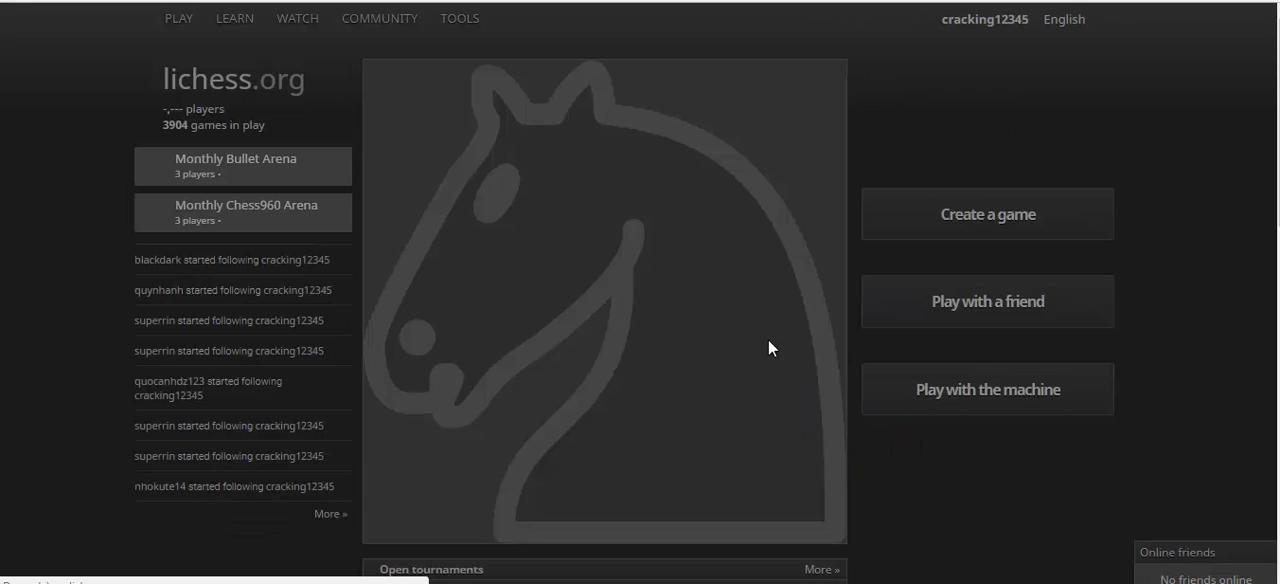 PLAY LEARN WATCH COMMUNITY TOOLS cracking12345 English
lichess.org
-,--- players
3904 games in play
Monthly Bullet Arena
3 players •
Monthly Chess960 Arena
3 players •
blackdark started following cracking12345
quynhanh started following cracking12345
superrin started following cracking12345
superrin started following cracking12345
quocanhdz123 started following
cracking12345
superrin started following cracking12345
superrin started following cracking12345
nhokute14 started following cracking12345
More »
Create a game
Play with a friend
Play with the machine
Open tournaments More »
Online friends
No friends online